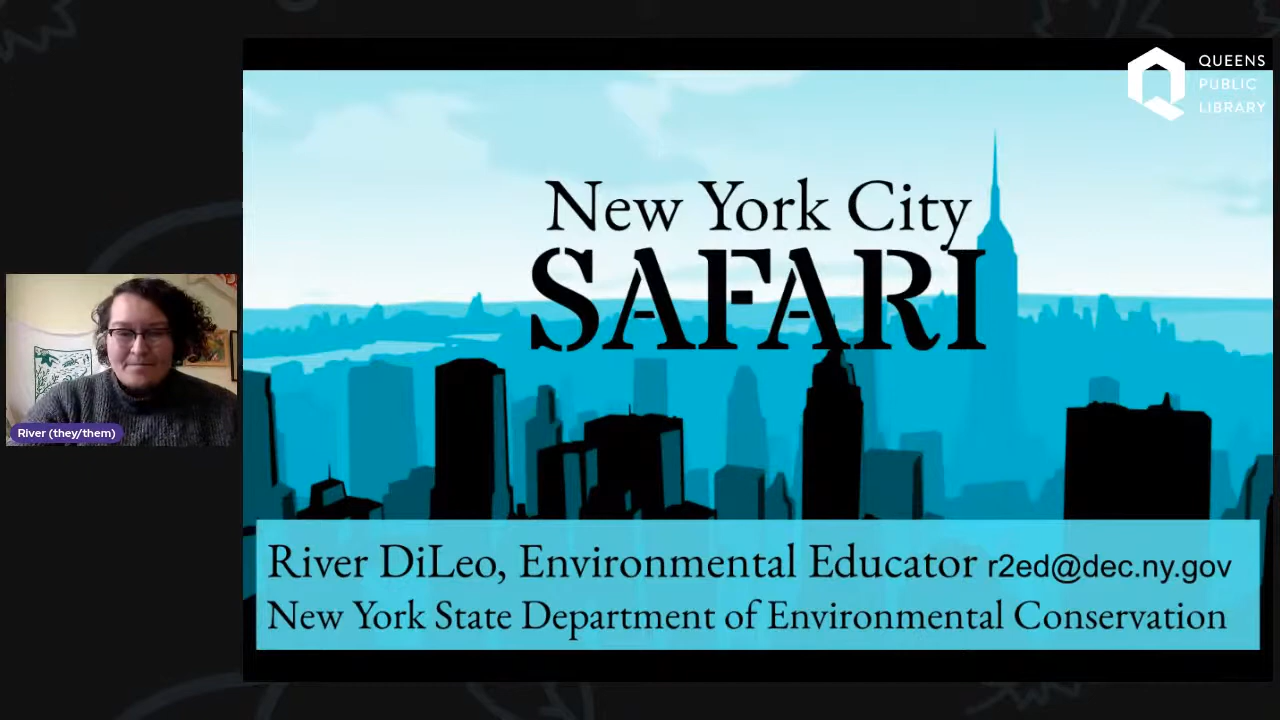 QUEENS
PUBLIC
LIBRARY
New York City
SAFARI
River (they/them)
River DiLeo, Environmental Educator r2ed@dec.ny.gov
New York State Department of Environmental Conservation